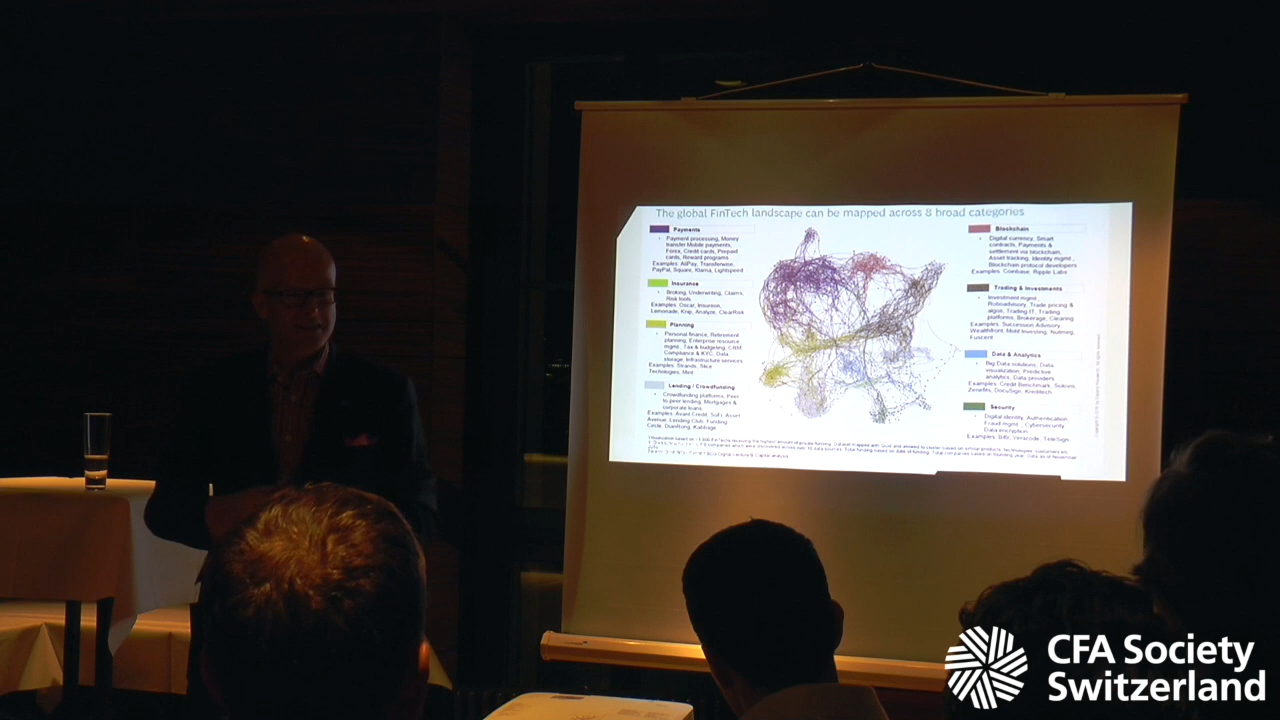 The global FinTech landscape can be mapped across 8 broad categories
Payments
Payment processing, Money
transfer Mobile payments,
Forex, Credit cards, Prepaid
cards, Reward programs
Examples: AliPay, Transferwise,
PayPal, Square, Klarna, Lightspeed
Insurance
Broking, Underwriting, Claims,
Risk tools
Examples: Oscar, Insureon,
Lemonade, Knip, Analyze, ClearRisk
Planning
Personal finance, Retirement
planning, Enterprise resource
mgmt., Tax & budgeting, CRM,
Compliance & KYC, Data
storage, Infrastructure services
Examples: Strands, Slice
Technologies, Mint
Lending / Crowdfunding
Crowdfunding platforms, Peer
to peer lending, Mortgages &
corporate loans
Examples: Avant Credit, SoFi, Asset
Avenue, Lending Club, Funding
Circle, DianRong, Kabbage
Blockchain
Digital currency, Smart
contracts, Payments &
settlement via blockchain,
Asset tracking, Identity mgmt.,
Blockchain protocol developers
Examples: Coinbase, Ripple Labs
Trading & Investments
Investment mgmt.,
Roboadvisory, Trade pricing &
algos, Trading IT, Trading
platforms, Brokerage, Clearing
Examples: Succession Advisory,
Wealthfront, Motif Investing, Nutmeg,
Data & Analytics
Big Data solutions, Data
visualization, Predictive
analytics, Data providers
Examples: Credit Benchmark,
Zenefits, DocuSign, Kreditech
Security
Digital identity, Authentication,
Fraud mgmt., Cybersecurity,
Data encryption
Examples: Veracode, TeleSign
CFA Society
Switzerland